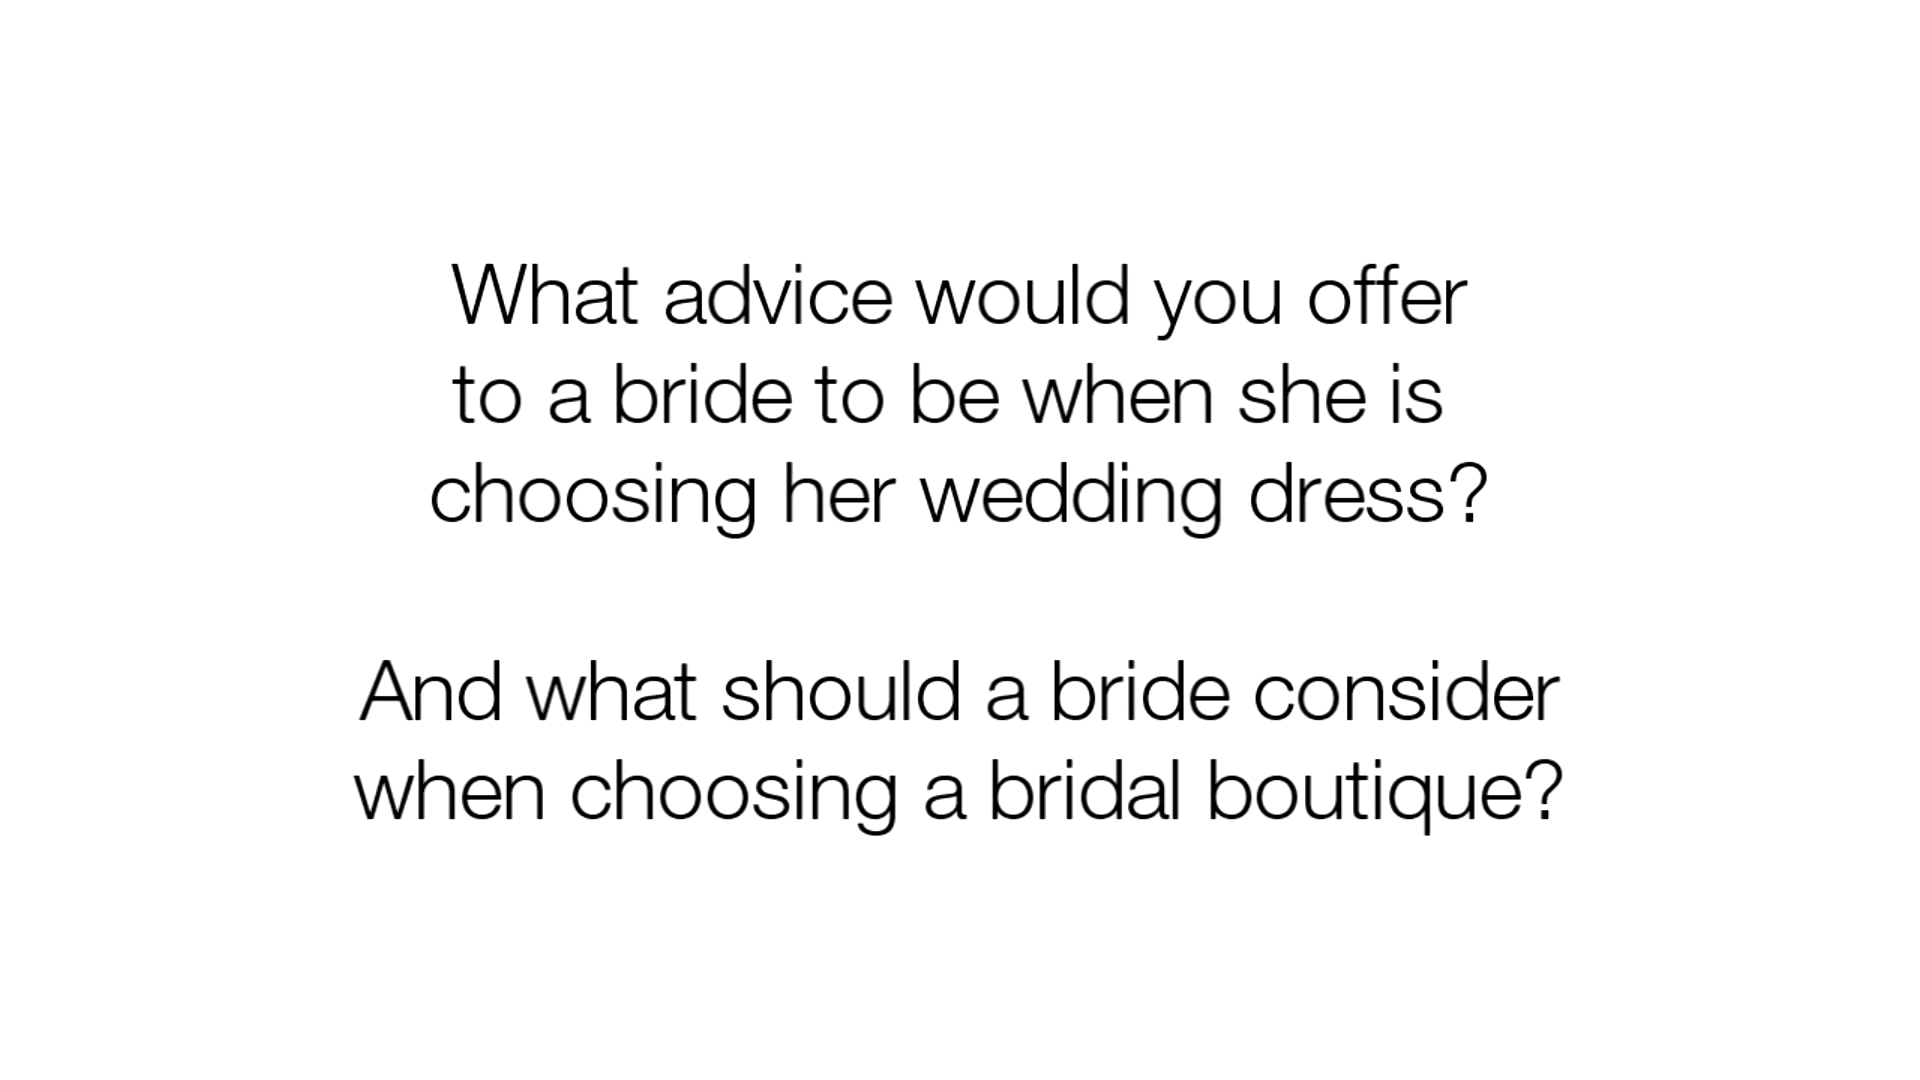 What advice would you offer
to a bride to be when she is
choosing her wedding dress?
And what should a bride consider
when choosing a bridal boutique?